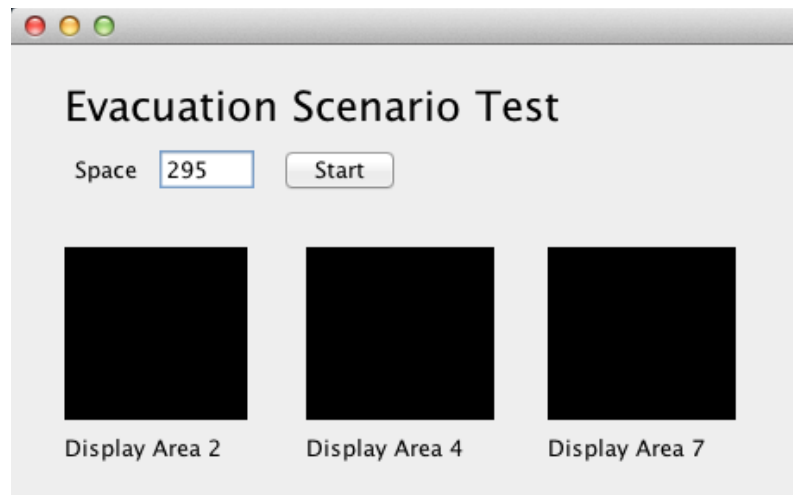 Evacuation Scenario Test
Space 295 Start
Display Area 2 Display Area 4 Display Area 7